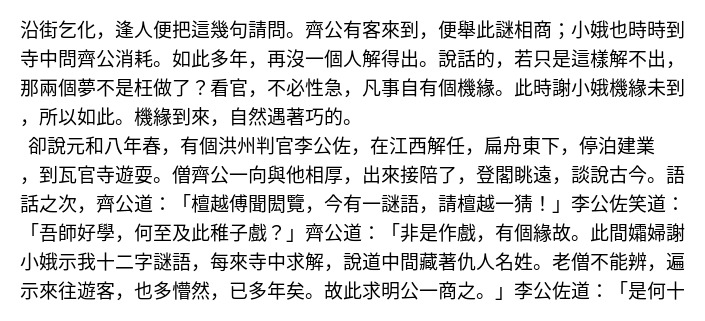 沿街乞化，逢人便把這幾句請問。齊公有客來到，便舉此謎相商；小娥也時時到
寺中問齊公消耗。如此多年，再沒一個人解得出。說話的，若只是這樣解不出，
那兩個夢不是枉做了？看官，不必性急，凡事自有個機緣。此時謝小娥機緣未到
，所以如此。機緣到來，自然遇著巧的。
卻說元和八年春，有個洪州判官李公佐，在江西解任，扁舟東下，停泊建業
，到瓦官寺遊耍。僧齊公一向與他相厚，出來接陪了，登閣眺遠，談說古今。語
話之次，齊公道：「檀越傅聞閎覽，今有一謎語，請檀越一猜！」李公佐笑道：
「吾師好學，何至及此稚子戲？」齊公道：「非是作戲，有個緣故。此間孀婦謝
小娥示我十二字謎語，每來寺中求解，說道中間藏著仇人名姓。老僧不能辨，遍
示來往遊客，也多懵然，已多年矣。故此求明公一商之。」李公佐道：「是何十